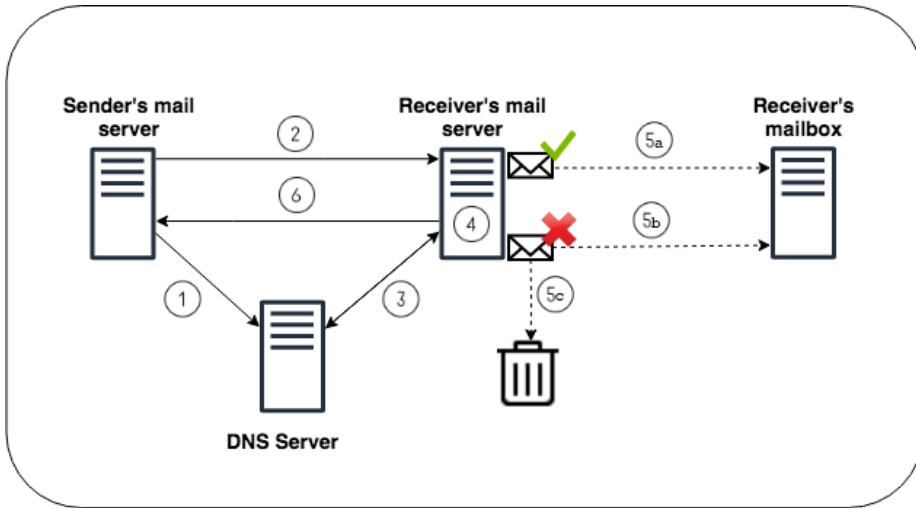 Sender's mail
server
Receiver's mail
server
Receiver's
mailbox
2
5a
6
4
5b
1
3
5c
DNS Server